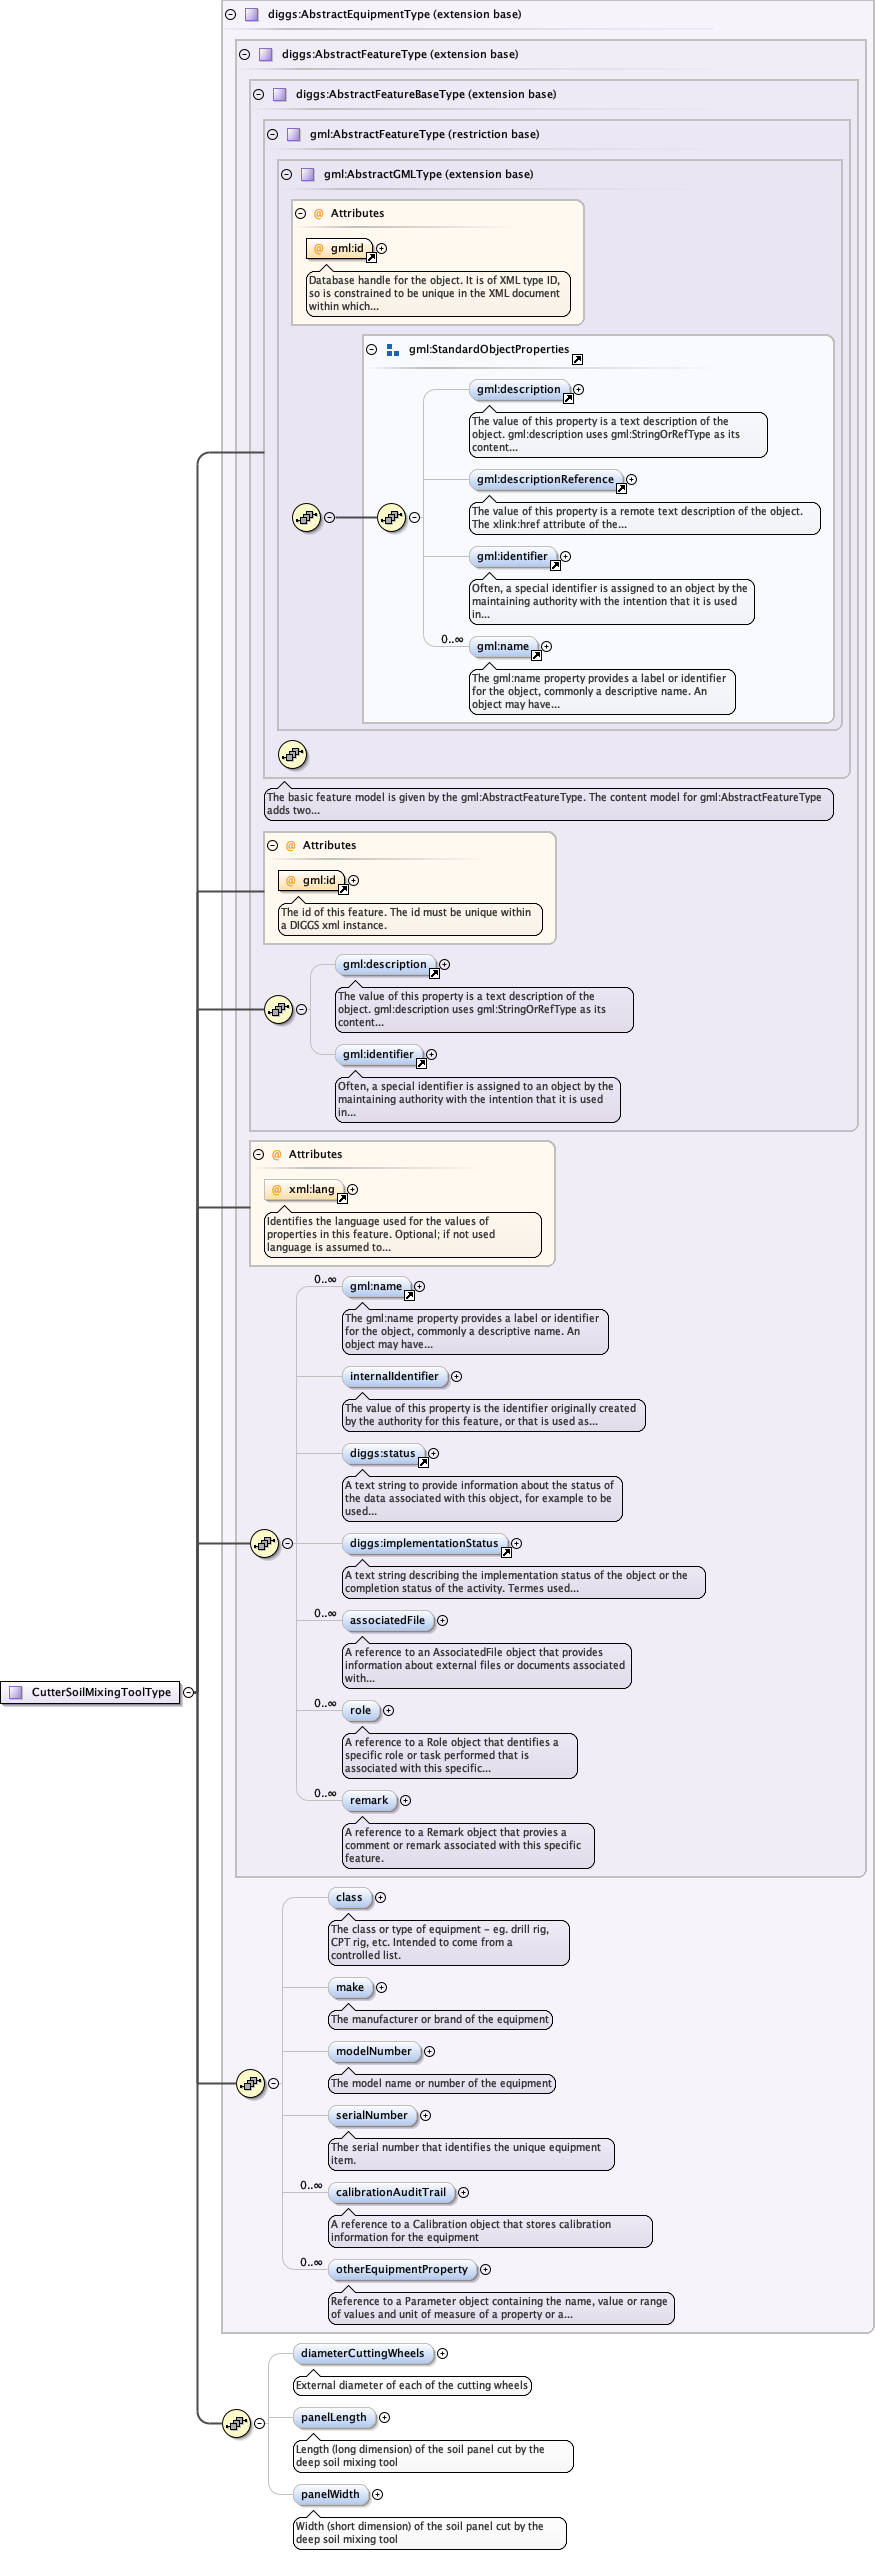 diggs:AbstractEquipmentType (extension base)
diggs:AbstractFeatureType (extension base)
diggs:AbstractFeatureBaseType (extension base)
gml:AbstractFeatureType (restriction base)
gml:AbstractGMLType (extension base)
@ Attributes
@ gml:id
Database handle for the object. It is of XML type ID,
so is constrained to be unique in the XML document
within which...
gml:StandardObjectProperties
gml:description
The value of this property is a text description of the
object. gml:description uses gml:StringOrRefType as its
content...
gml:descriptionReference
The value of this property is a remote text description of the object.
The xlink:href attribute of the...
gml:identifier
Often, a special identifier is assigned to an object by the
maintaining authority with the intention that it is used
in...
0..∞
gml:name
The gml:name property provides a label or identifier
for the object, commonly a descriptive name. An
object may have...
The basic feature model is given by the gml:AbstractFeatureType. The content model for gml:AbstractFeatureType
adds two...
@ Attributes
@ gml:id
The id of this feature. The id must be unique within
a DIGGS xml instance.
gml:description
The value of this property is a text description of the
object. gml:description uses gml:StringOrRefType as its
content...
gml:identifier
Often, a special identifier is assigned to an object by the
maintaining authority with the intention that it is used
in...
@ Attributes
@ xml:lang
Identifies the language used for the values of
properties in this feature. Optional; if not used
language is assumed to...
0..∞
gml:name
The gml:name property provides a label or identifier
for the object, commonly a descriptive name. An
object may have...
internalIdentifier
The value of this property is the identifier originally created
by the authority for this feature, or that is used as...
diggs:status
A text string to provide information about the status of
the data associated with this object, for example to be
used...
diggs:implementationStatus
A text string describing the implementation status of the object or the
completion status of the activity. Termes used...
0..∞
associatedFile
A reference to an AssociatedFile object that provides
information about external files or documents associated
with...
CutterSoilMixingToolType
0..∞
role
A reference to a Role object that dentifies a
specific role or task performed that is
associated with this specific...
0..∞
remark
A reference to a Remark object that provies a
comment or remark associated with this specific
feature.
class
The class or type of equipment – eg. drill rig,
CPT rig, etc. Intended to come from a
controlled list.
make
The manufacturer or brand of the equipment
modelNumber
The model name or number of the equipment
serialNumber
The serial number that identifies the unique equipment
item.
0..∞
calibrationAuditTrail
A reference to a Calibration object that stores calibration
information for the equipment
0..∞
otherEquipmentProperty
Reference to a Parameter object containing the name, value or range
of values and unit of measure of a property or a...
diameterCuttingWheels
External diameter of each of the cutting wheels
panelLength
Length (long dimension) of the soil panel cut by the
deep soil mixing tool
panelWidth
Width (short dimension) of the soil panel cut by the
deep soil mixing tool